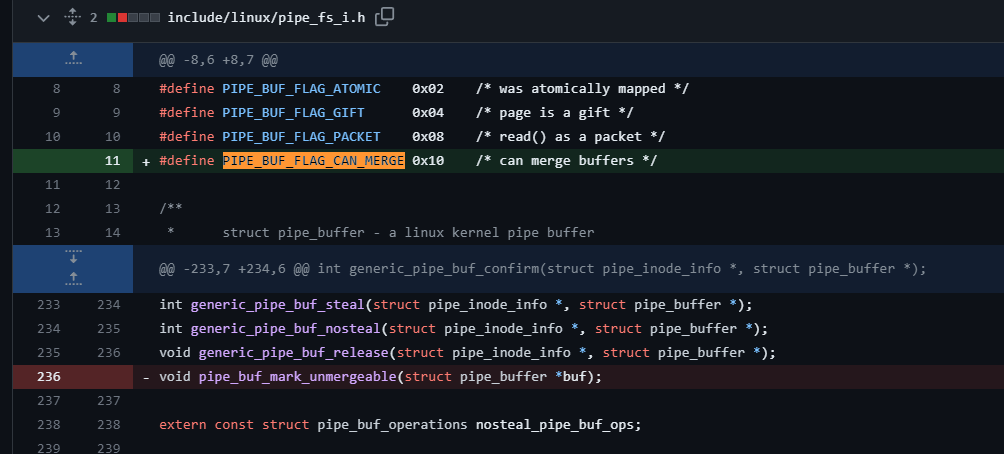 2 include/linux/pipe_fs_i.h
@@ -8,6 +8,7 @@
8 8 #define PIPE_BUF_FLAG_ATOMIC 0x02 /* was atomically mapped */
9 9 #define PIPE_BUF_FLAG_GIFT 0x04 /* page is a gift */
10 10 #define PIPE_BUF_FLAG_PACKET 0x08 /* read() as a packet */
11 + #define PIPE_BUF_FLAG_CAN_MERGE 0x10 /* can merge buffers */
11 12
12 13 /**
13 14 * struct pipe_buffer - a linux kernel pipe buffer
@@ -233,7 +234,6 @@ int generic_pipe_buf_confirm(struct pipe_inode_info *, struct pipe_buffer *);
233 234 int generic_pipe_buf_steal(struct pipe_inode_info *, struct pipe_buffer *);
234 235 int generic_pipe_buf_nosteal(struct pipe_inode_info *, struct pipe_buffer *);
235 236 void generic_pipe_buf_release(struct pipe_inode_info *, struct pipe_buffer *);
236 - void pipe_buf_mark_unmergeable(struct pipe_buffer *buf);
237 237
238 238 extern const struct pipe_buf_operations nosteal_pipe_buf_ops;
239 239